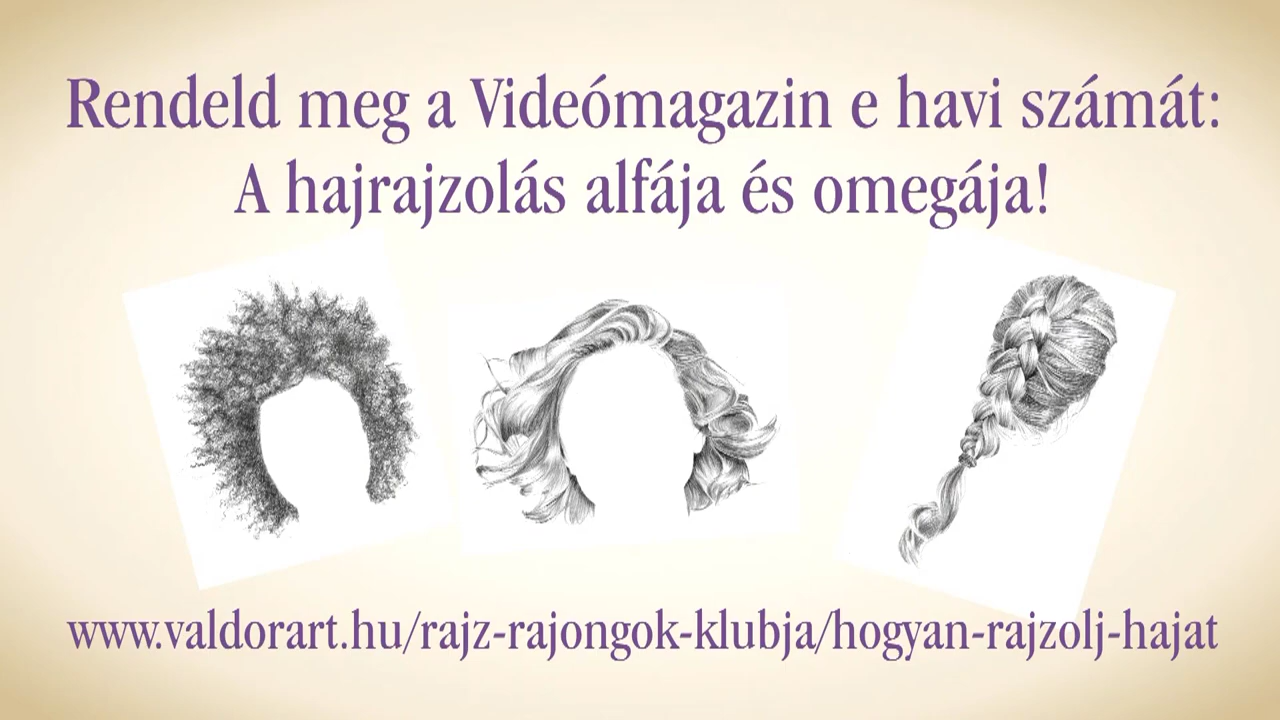 Rendeld meg a Videómagazin e havi számát:
A hajrajzolás alfája és omegája!
www.valdorart.hu/rajz-rajongok-klubja/hogyan-rajzolj-hajat